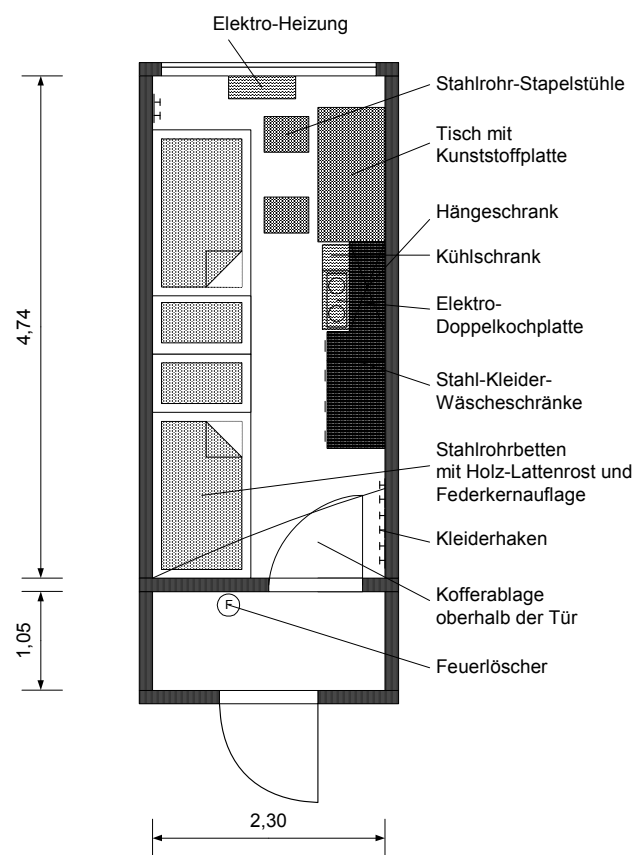 Elektro-Heizung
Stahlrohr-Stapelstühle
Tisch mit
Kunststoffplatte
Hängeschrank
Kühlschrank
Elektro-
Doppelkochplatte
Stahl-Kleider-
Wäscheschränke
Stahlrohrbetten
mit Holz-Lattenrost und
Federkernauflage
Kleiderhaken
Kofferablage
oberhalb der Tür
Feuerlöscher
4,74
F
1,05
2,30